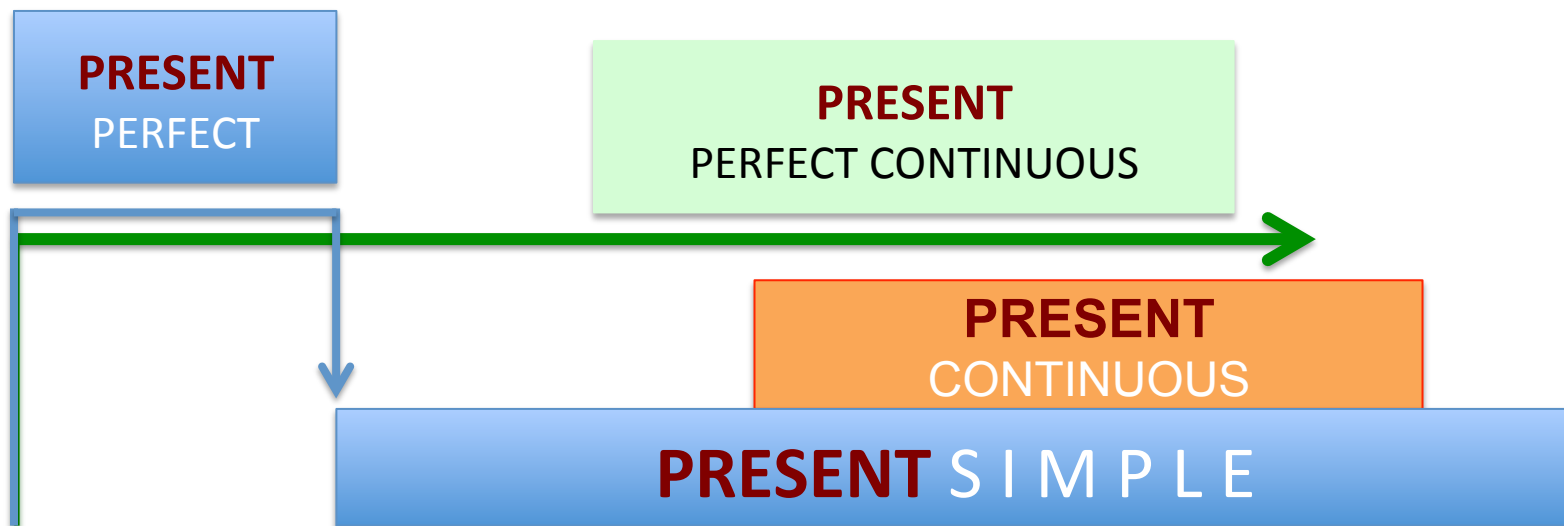 PRESENT
PERFECT
PRESENT
PERFECT CONTINUOUS
PRESENT
CONTINUOUS
PRESENT S I M P L E